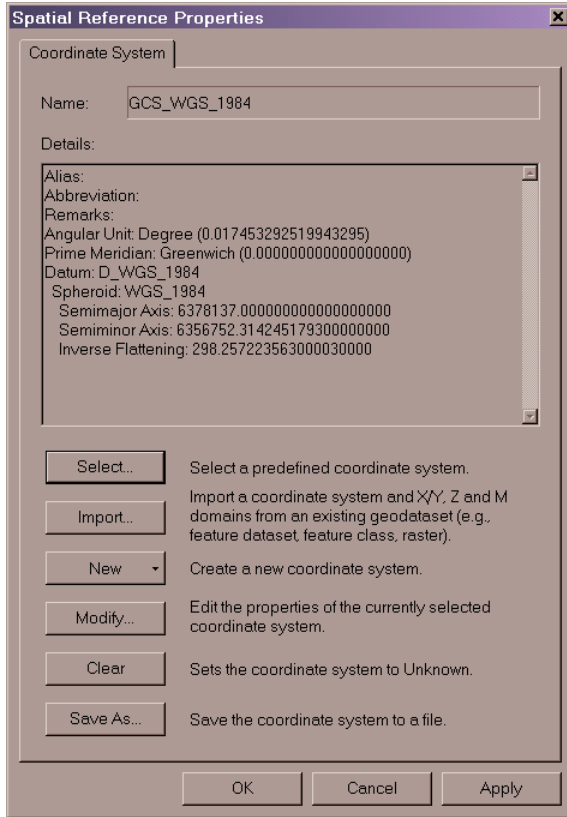 Spatial Reference Properties
Coordinate System
Name: GCS_WGS_1984
Details:
Alias:
Abbreviation:
Remarks:
Angular Unit: Degree (0.017453292519943295)
Prime Meridian: Greenwich (0.000000000000000000)
Datum: D_WGS_1984
Spheroid: WGS_1984
Semimajor Axis: 6378137.000000000000000000
Semiminor Axis: 6356752.314245179300000000
Inverse Flattening: 298.257223563000030000
Select... Select a predefined coordinate system.
Import... Import a coordinate system and X/Y, Z and M
domains from an existing geodataset (e.g.,
feature dataset, feature class, raster).
New Create a new coordinate system.
Modify... Edit the properties of the currently selected
coordinate system.
Clear Sets the coordinate system to Unknown.
Save As... Save the coordinate system to a file.
OK Cancel Apply